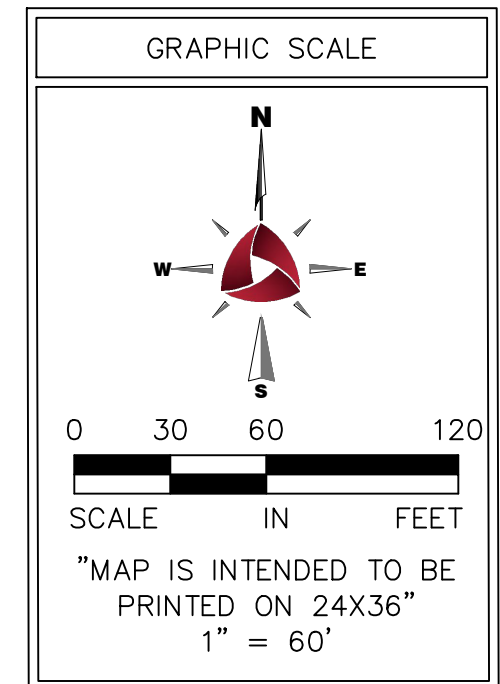 GRAPHIC SCALE
N
W E
S
0 30 60 120
SCALE IN FEET
"MAP IS INTENDED TO BE
PRINTED ON 24X36"
1" = 60'